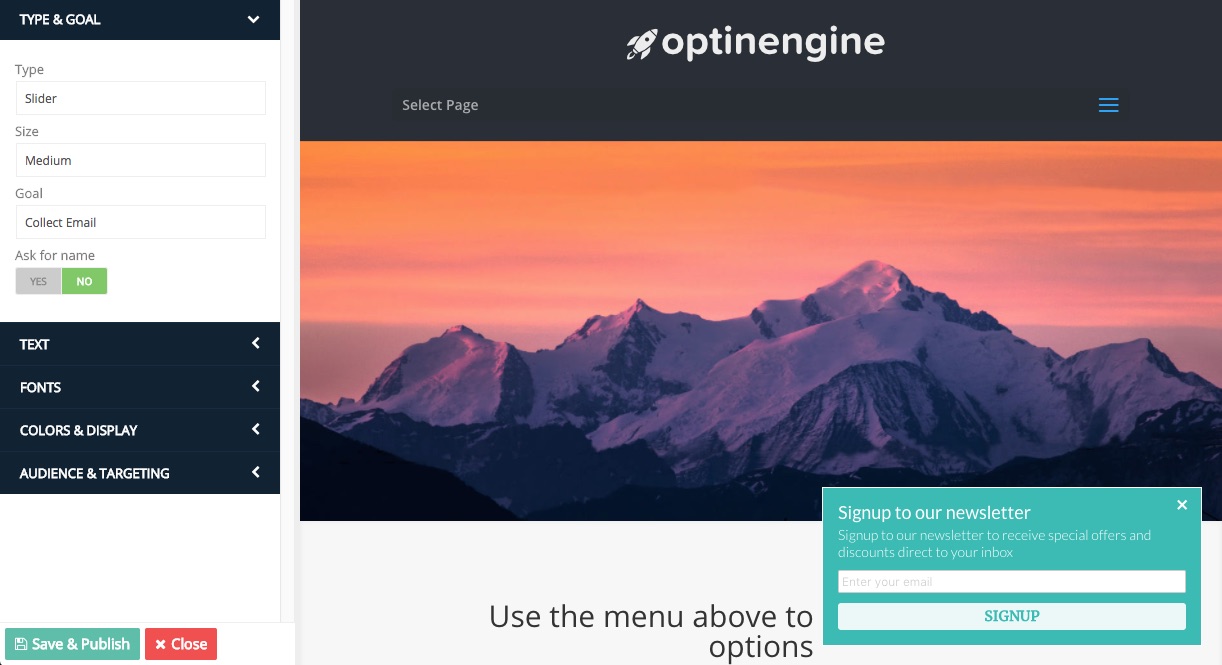 TYPE & GOAL
Type
Slider
Size
Medium
Goal
Collect Email
Ask for name
YES NO
TEXT
FONTS
COLORS & DISPLAY
AUDIENCE & TARGETING
Save & Publish
Close
optinengine
Select Page
Use the menu above to
options
Signup to our newsletter
Signup to our newsletter to receive special offers and
discounts direct to your inbox
Enter your email
SIGNUP